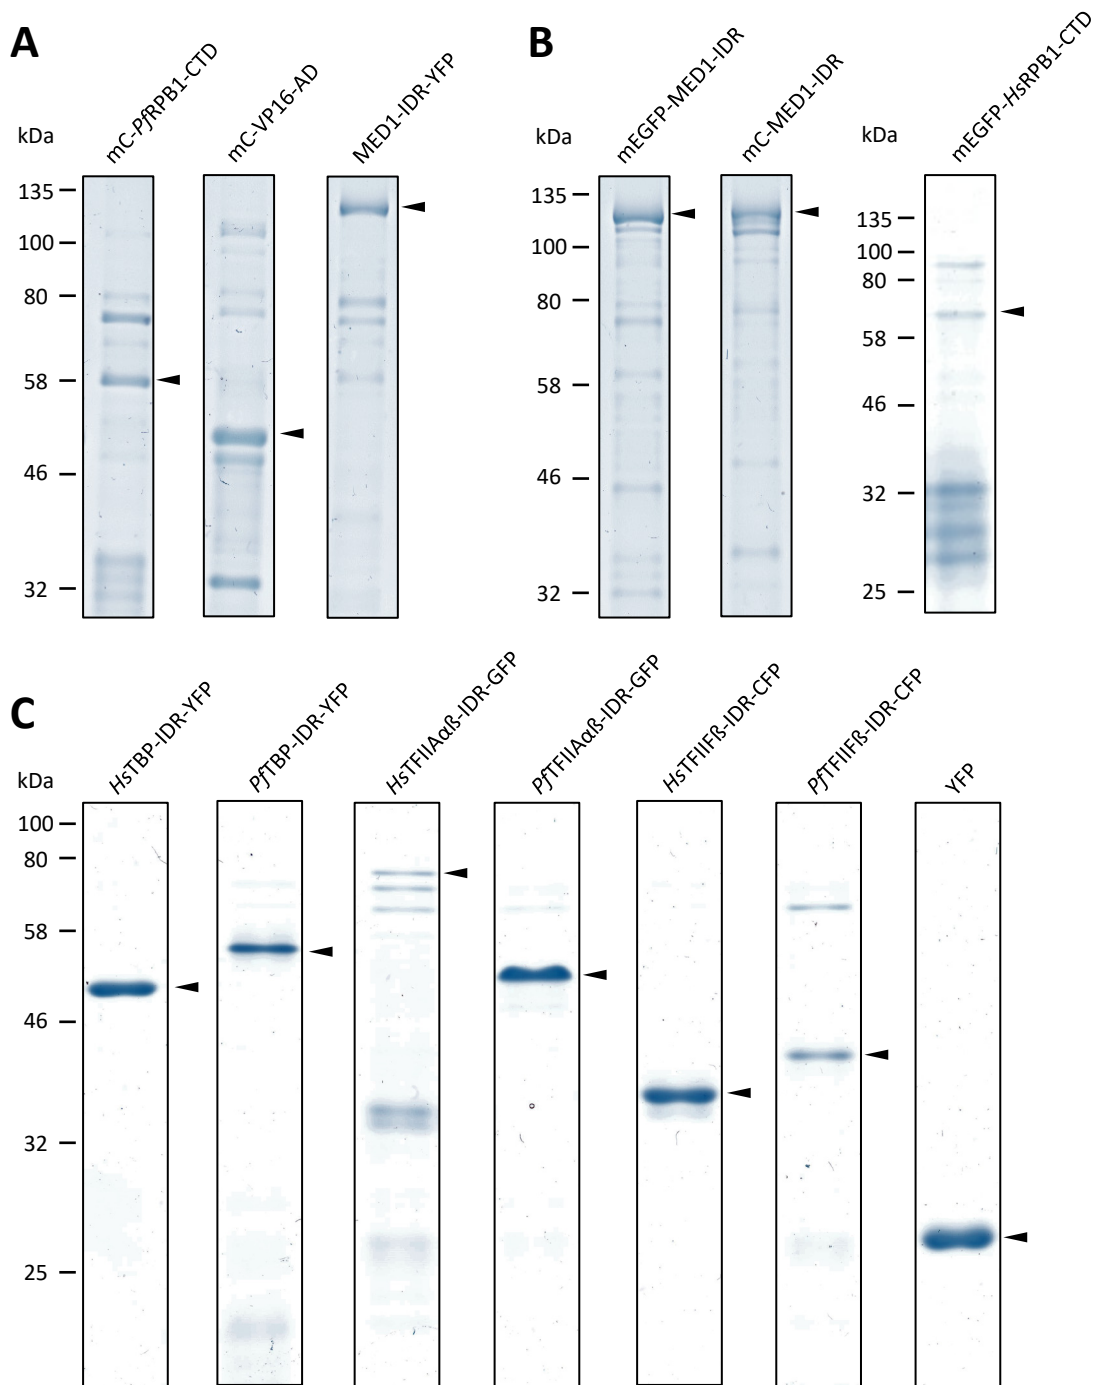 A
B
kDa
mC-PfRPB1-CTD
mC-VP16-AD
MED1-IDR-YFP
135
100
80
58
46
32
kDa
mEGFP-MED1-IDR
mC-MED1-IDR
135
100
80
58
46
32
mEGFP-HsRPB1-CTD
135
100
80
58
46
32
25
C
kDa
HsTBP-IDR-YFP
PfTBP-IDR-YFP
HsTFIIAαß-IDR-GFP
PfTFIIAαß-IDR-GFP
HsTFIIFß-IDR-CFP
PfTFIIFß-IDR-CFP
YFP
100
80
58
46
32
25